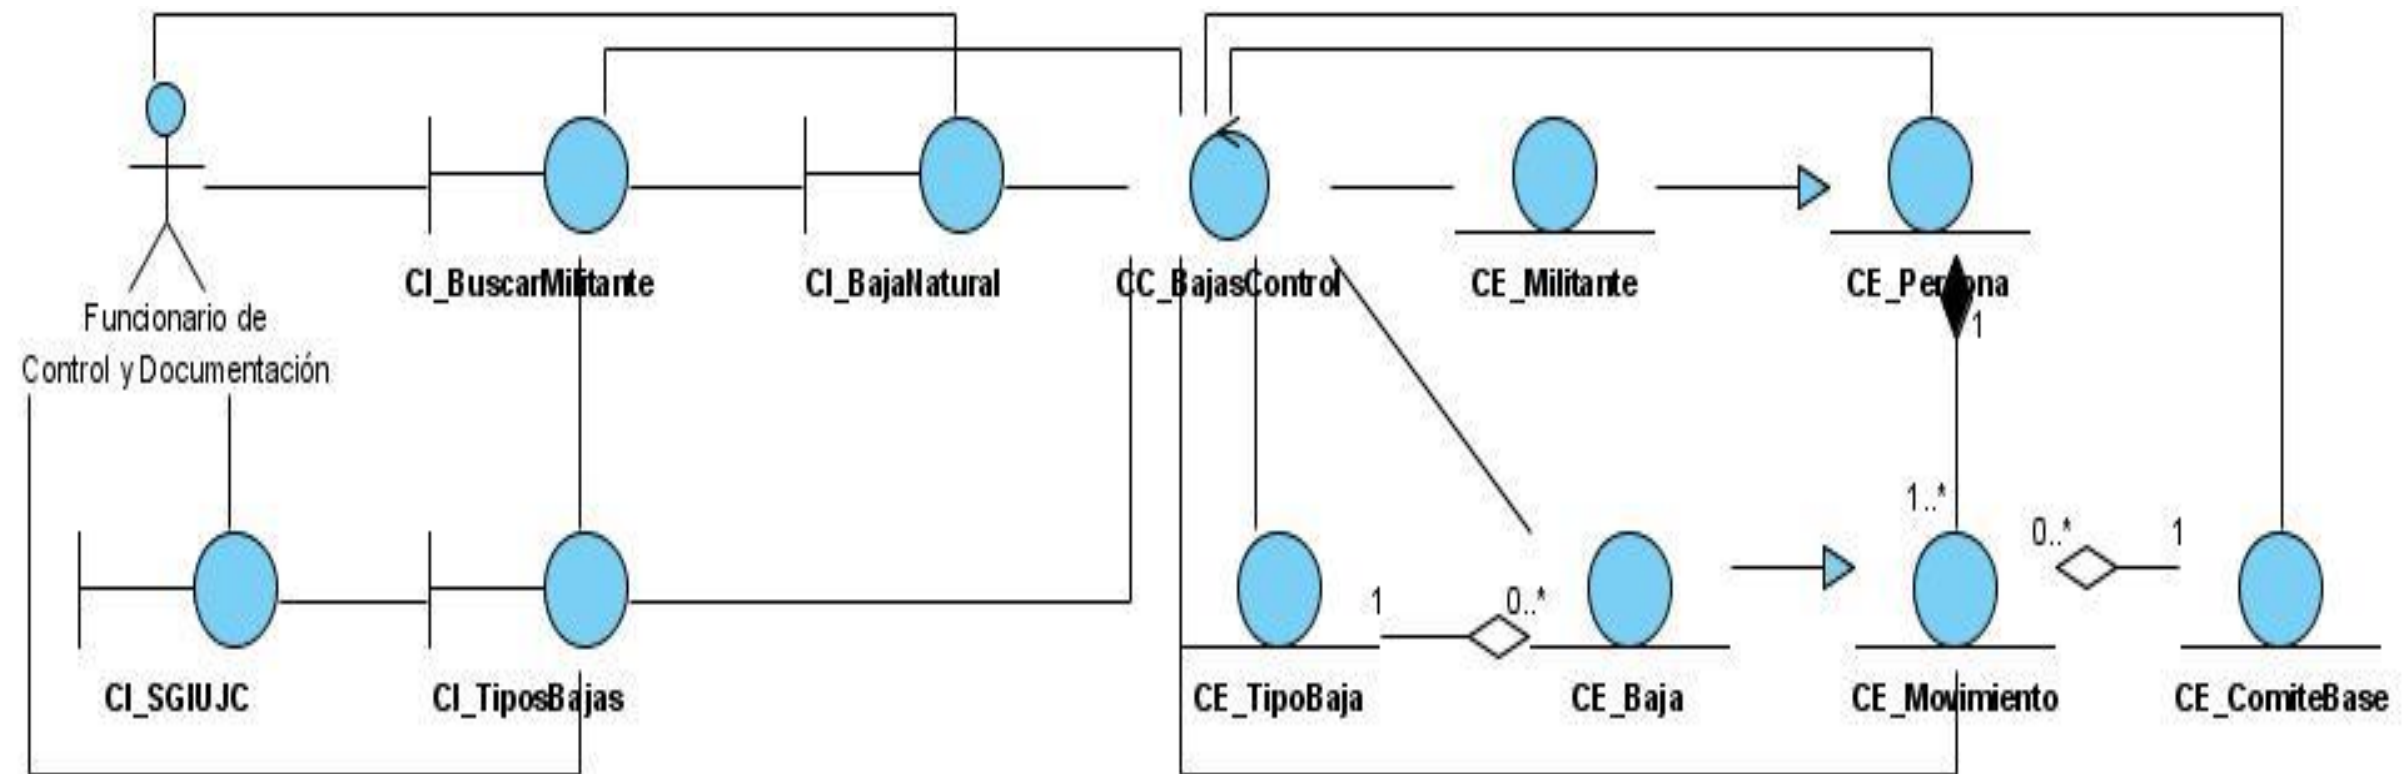 CI_BuscarMilitante
CI_BajaNatural
CC_BajasControl
CE_Militante
CE_Persona
Funcionario de
Control y Documentación
1
1..*
0..*
1
1
0..*
CI_SGIUJC
CI_TiposBajas
CE_TipoBaja
CE_Baja
CE_Movimiento
CE_ComiteBase